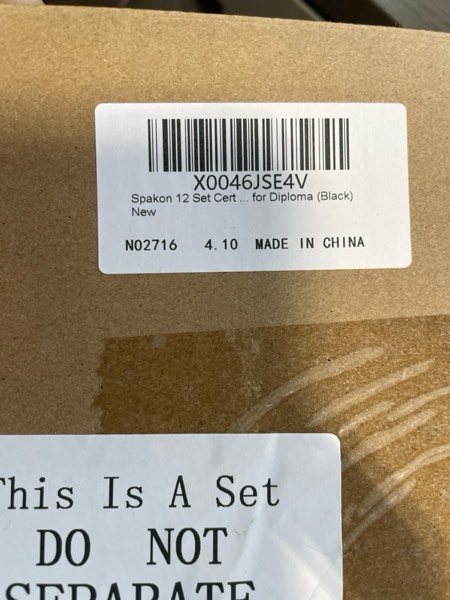 X0046JSE4V
Spakon 12 Set Cert ... for Diploma (Black)
New
N02716 4.10 MADE IN CHINA
This Is A Set
DO NOT
SEPARATE